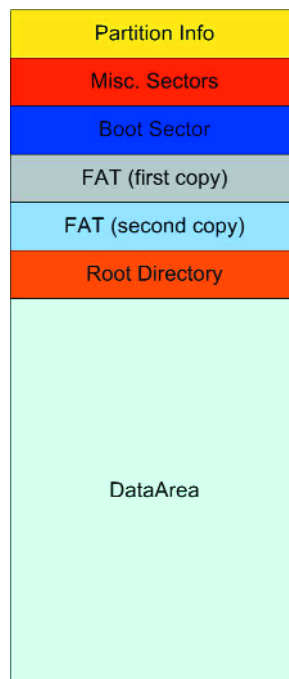 Partition Info
Misc. Sectors
Boot Sector
FAT (first copy)
FAT (second copy)
Root Directory
DataArea